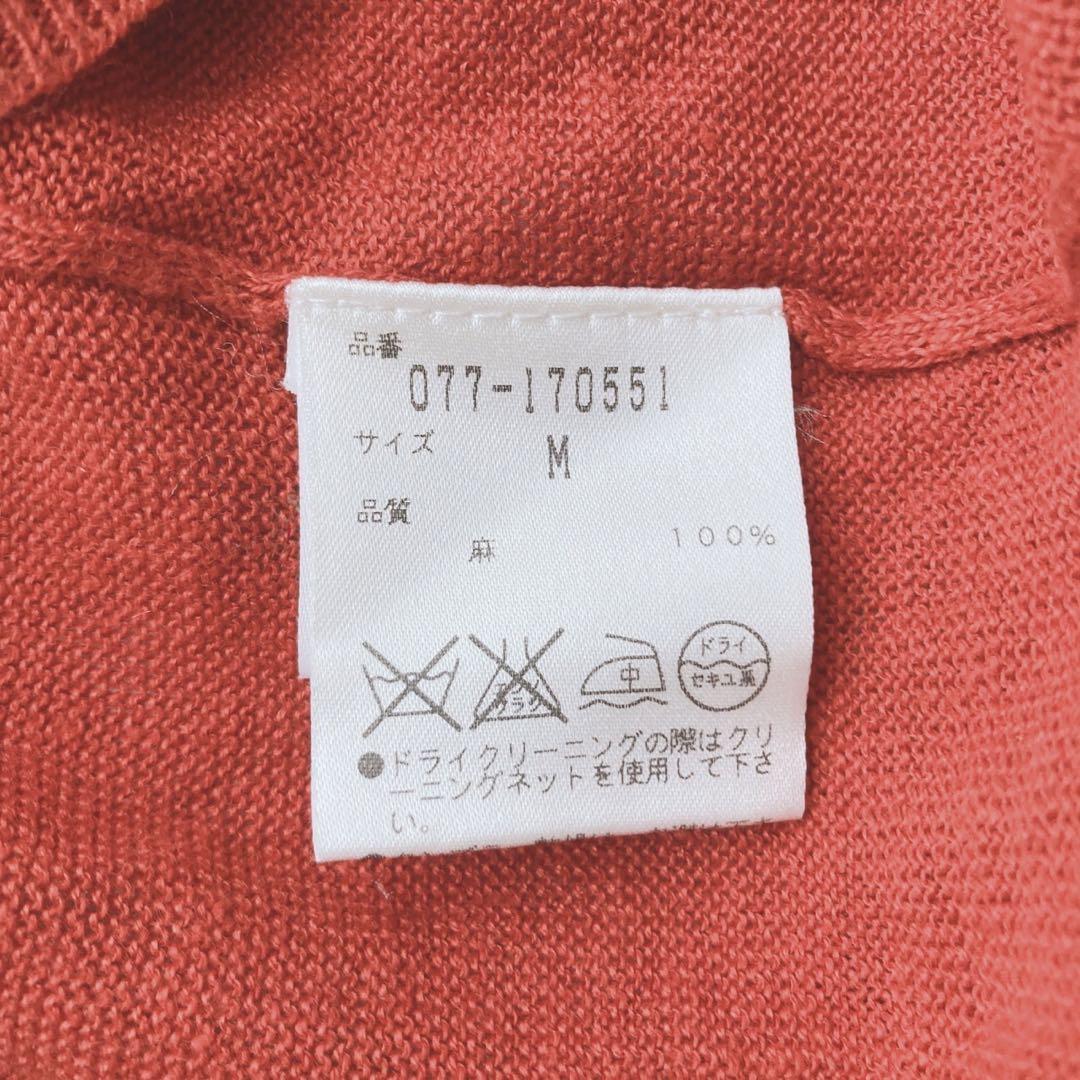 品番
077-170551
サイズ
M
品質
麻 100%
中
ドライ
セキユ系
●ドライクリーニングの際はクリ
ーニングネットを使用して下さ
い。